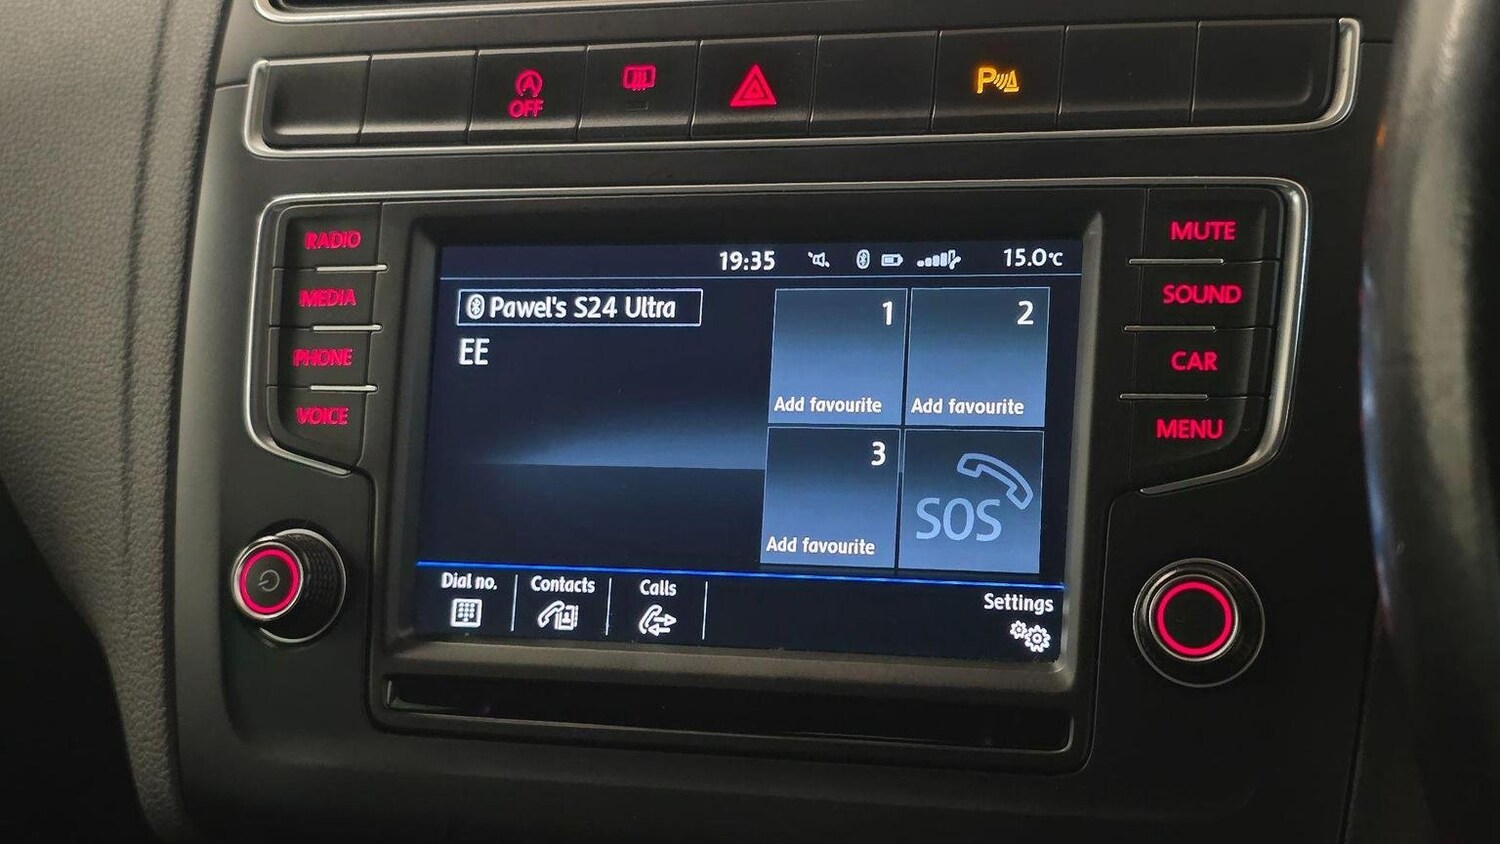 A
OFF
P
RADIO
MEDIA
PHONE
VOICE
19:35
15.0°C
Pawel's S24 Ultra
EE
1
Add favourite
2
Add favourite
3
Add favourite
SOS
Dial no.
Contacts
Calls
Settings
MUTE
SOUND
CAR
MENU